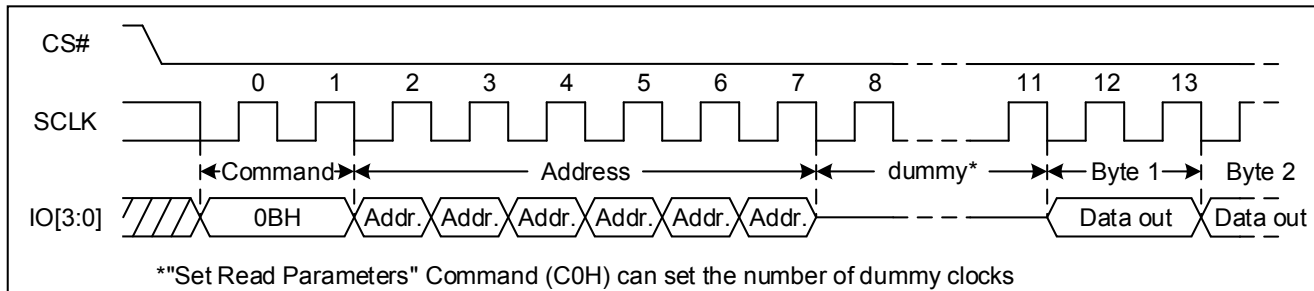 CS#
0 1 2 3 4 5 6 7 8 11 12 13
SCLK
Command Address dummy* Byte 1 Byte 2
IO[3:0] 0BH Addr. Addr. Addr. Addr. Addr. Addr. Data out Data out
*"Set Read Parameters" Command (C0H) can set the number of dummy clocks